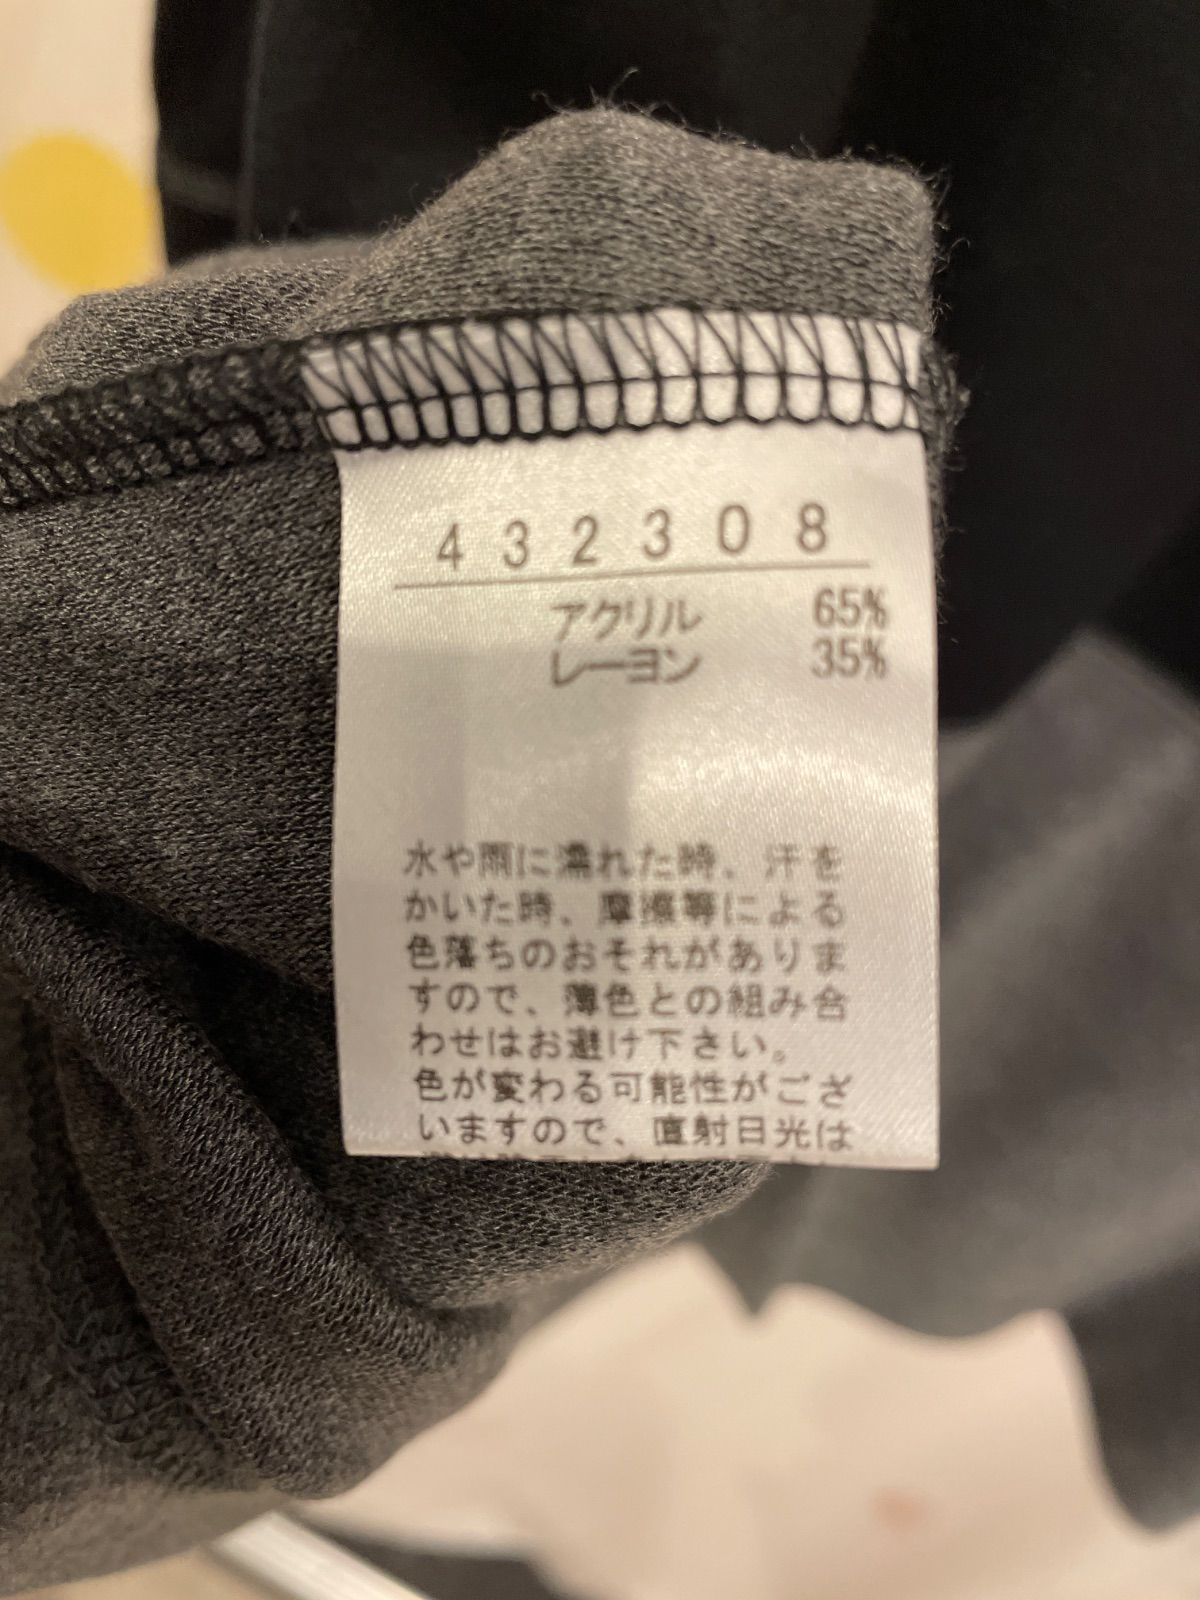 432308
アクリル 65%
レーヨン 35%
水や雨に濡れた時、汗を
かいた時、摩擦等による
色落ちのおそれがありま
すので、薄色との組み合
わせはお避け下さい。
色が変わる可能性がござ
いますので、直射日光は